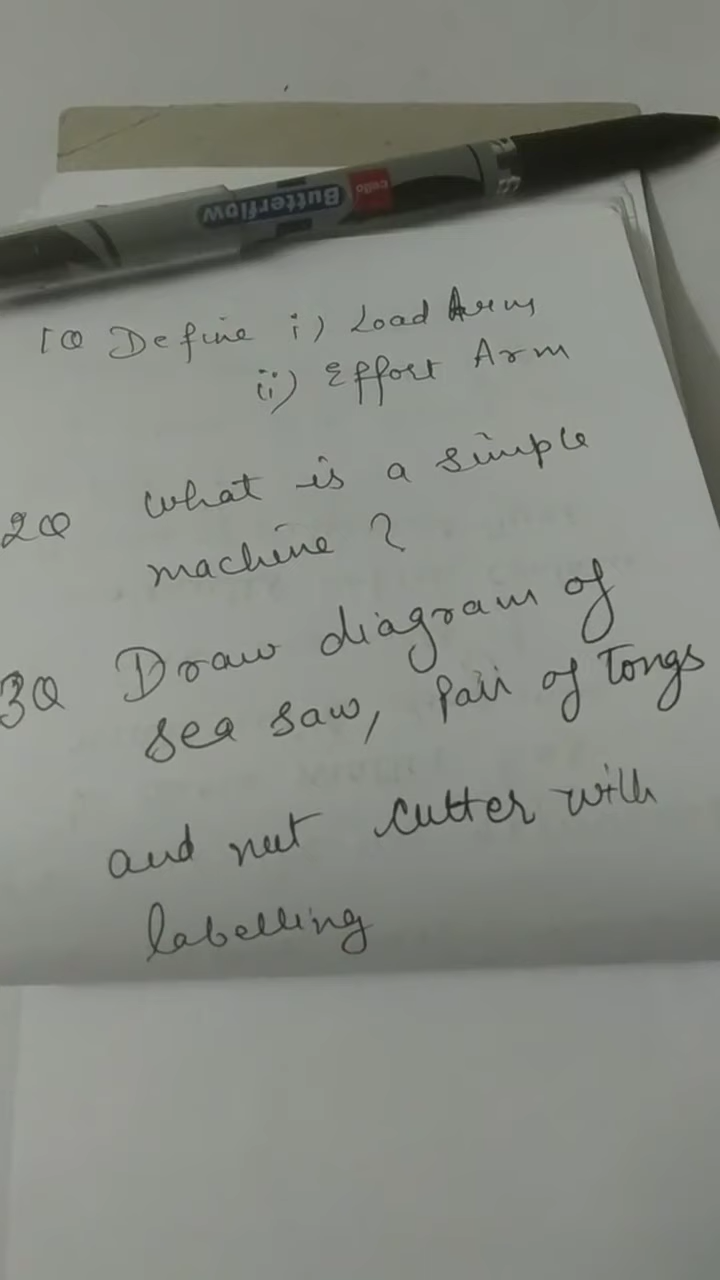 cello
Butterflow
1Q Define i) Load Arm
ii) Effort Arm
2Q What is a simple
machine ?
3Q Draw diagram of
sea saw, Pair of Tongs
and nut cutter with
labelling